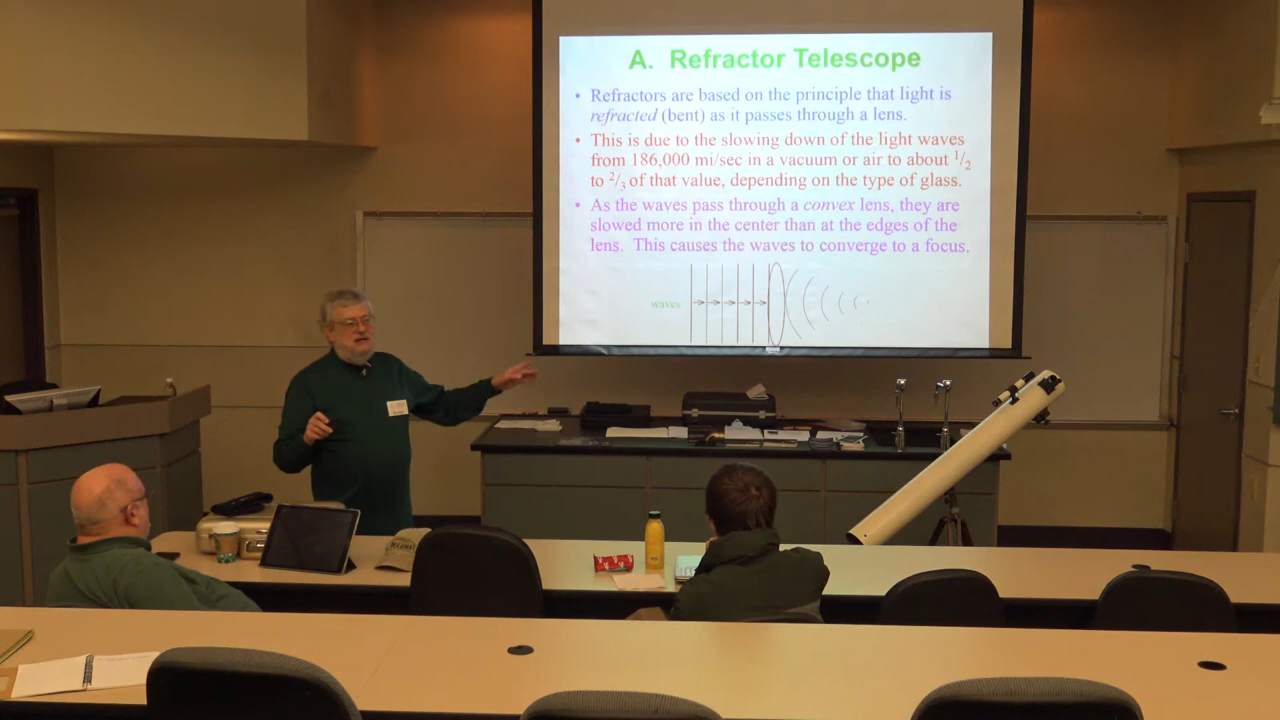 A. Refractor Telescope
• Refractors are based on the principle that light is
refracted (bent) as it passes through a lens.
• This is due to the slowing down of the light waves
from 186,000 mi/sec in a vacuum or air to about 1/2
to 2/3 of that value, depending on the type of glass.
• As the waves pass through a convex lens, they are
slowed more in the center than at the edges of the
lens. This causes the waves to converge to a focus.
waves